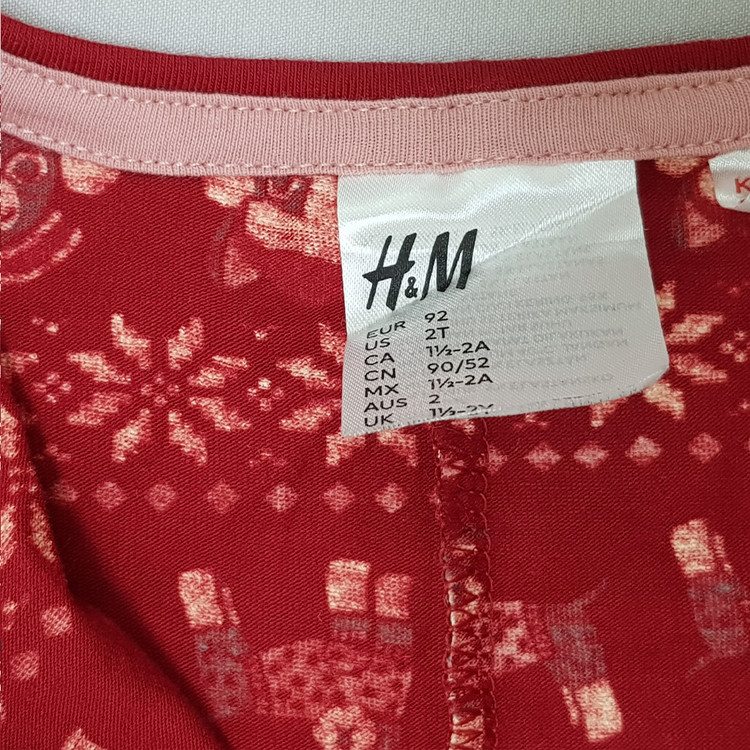 H&M
EUR 92
US 2T
CA 1½-2A
CN 90/52
MX 1½-2A
AUS 2
UK 1½-2Y
K